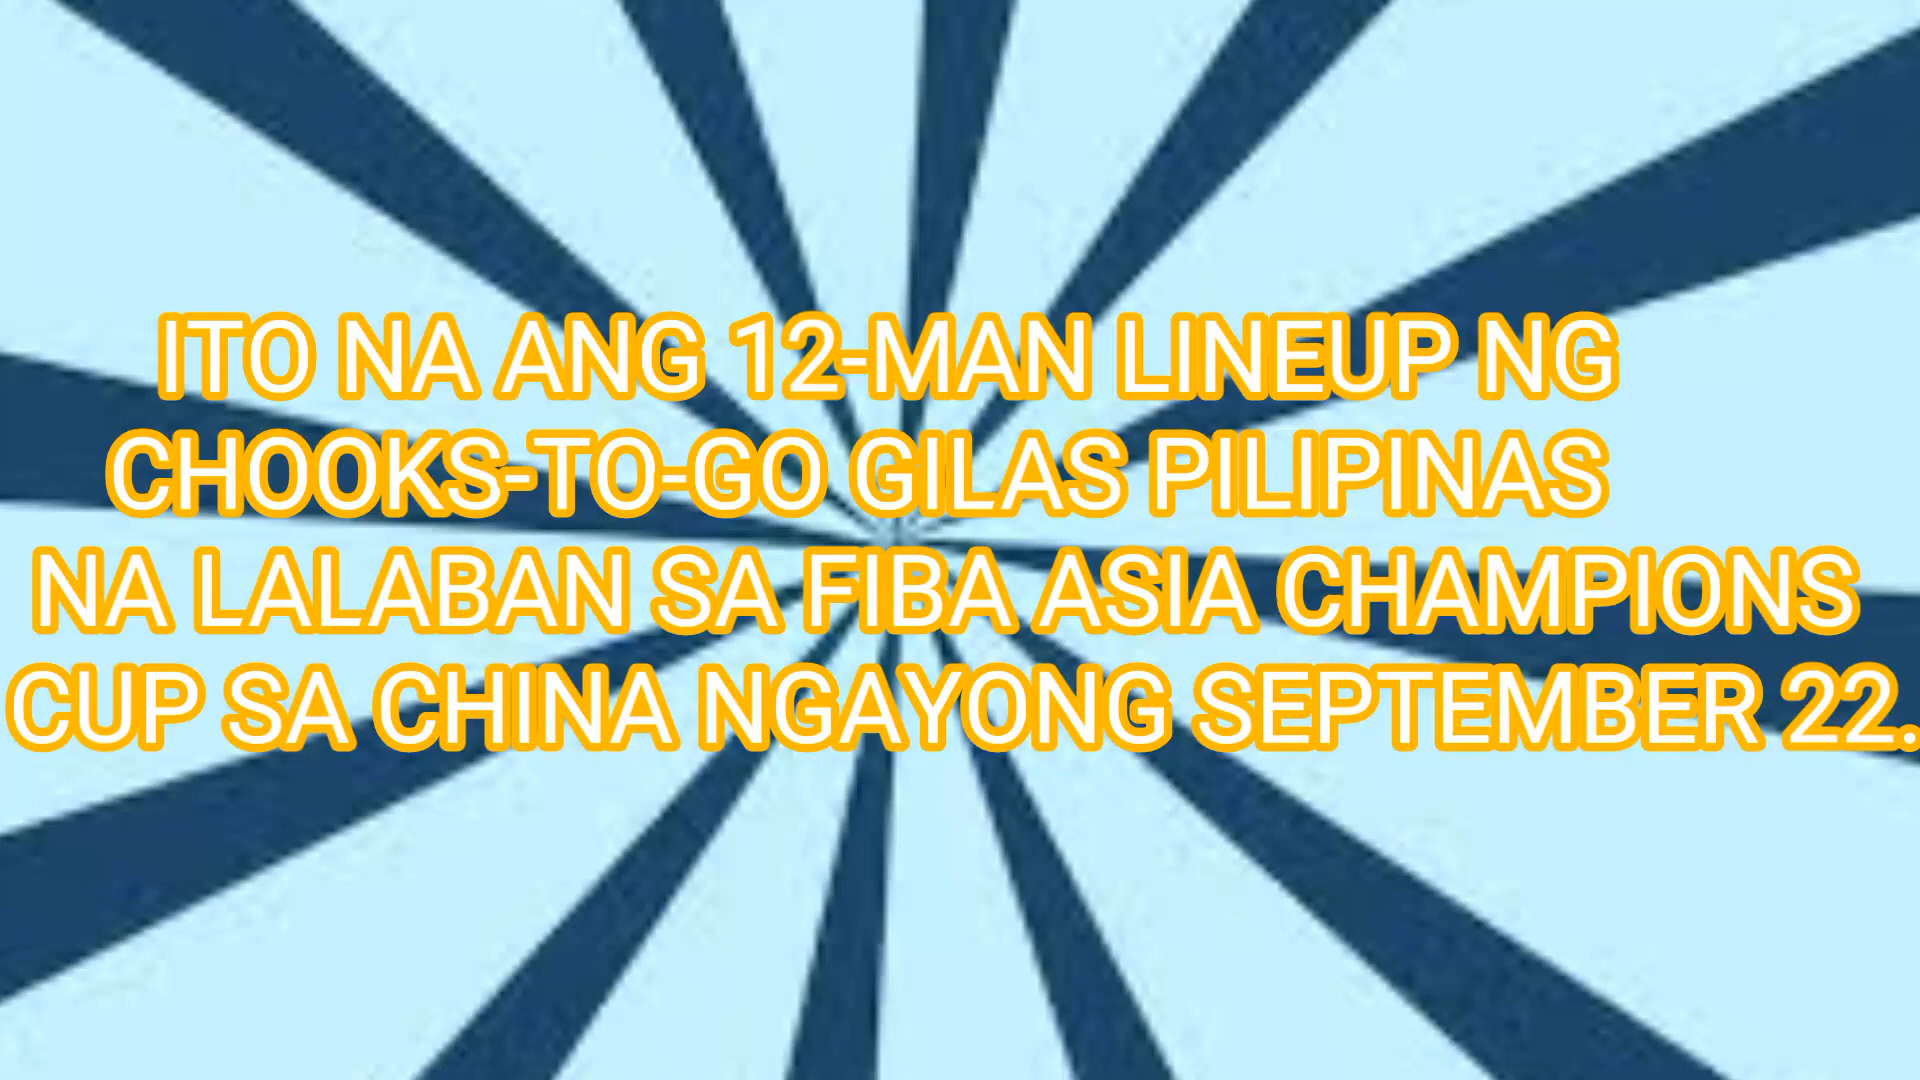 ITO NA ANG 12-MAN LINEUP NG
CHOOKS-TO-GO GILAS PILIPINAS
NA LALABAN SA FIBA ASIA CHAMPIONS
CUP SA CHINA NGAYONG SEPTEMBER 22.